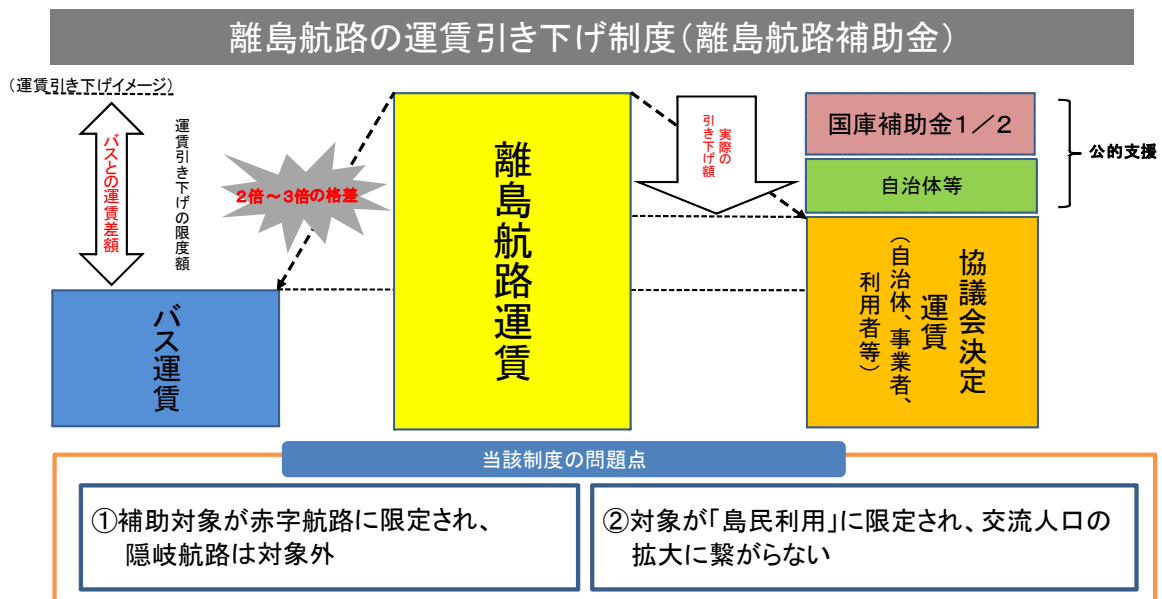 離島航路の運賃引き下げ制度(離島航路補助金)
(運賃引き下げイメージ)
バスとの運賃差額
運賃引き下げの限度額
2倍~3倍の格差
バス運賃
離島航路運賃
実際の
引き下げ額
国庫補助金1/2
自治体等
公的支援
協議会決定
運賃
(自治体、事業者、
利用者等)
当該制度の問題点
①補助対象が赤字航路に限定され、
隠岐航路は対象外
②対象が「島民利用」に限定され、交流人口の
拡大に繋がらない